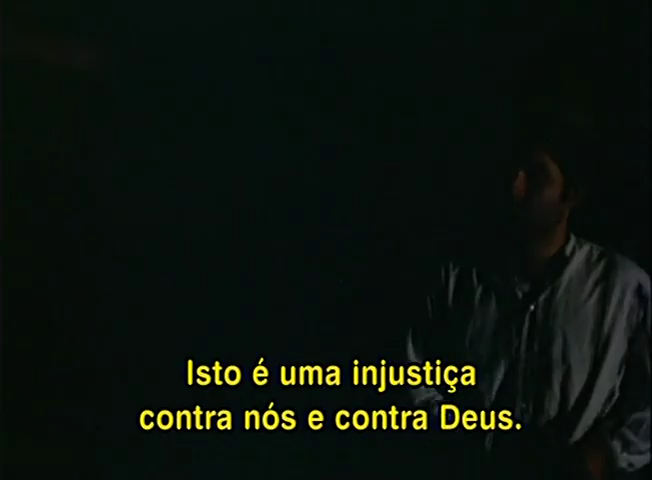 Isto é uma injustiça
contra nós e contra Deus.